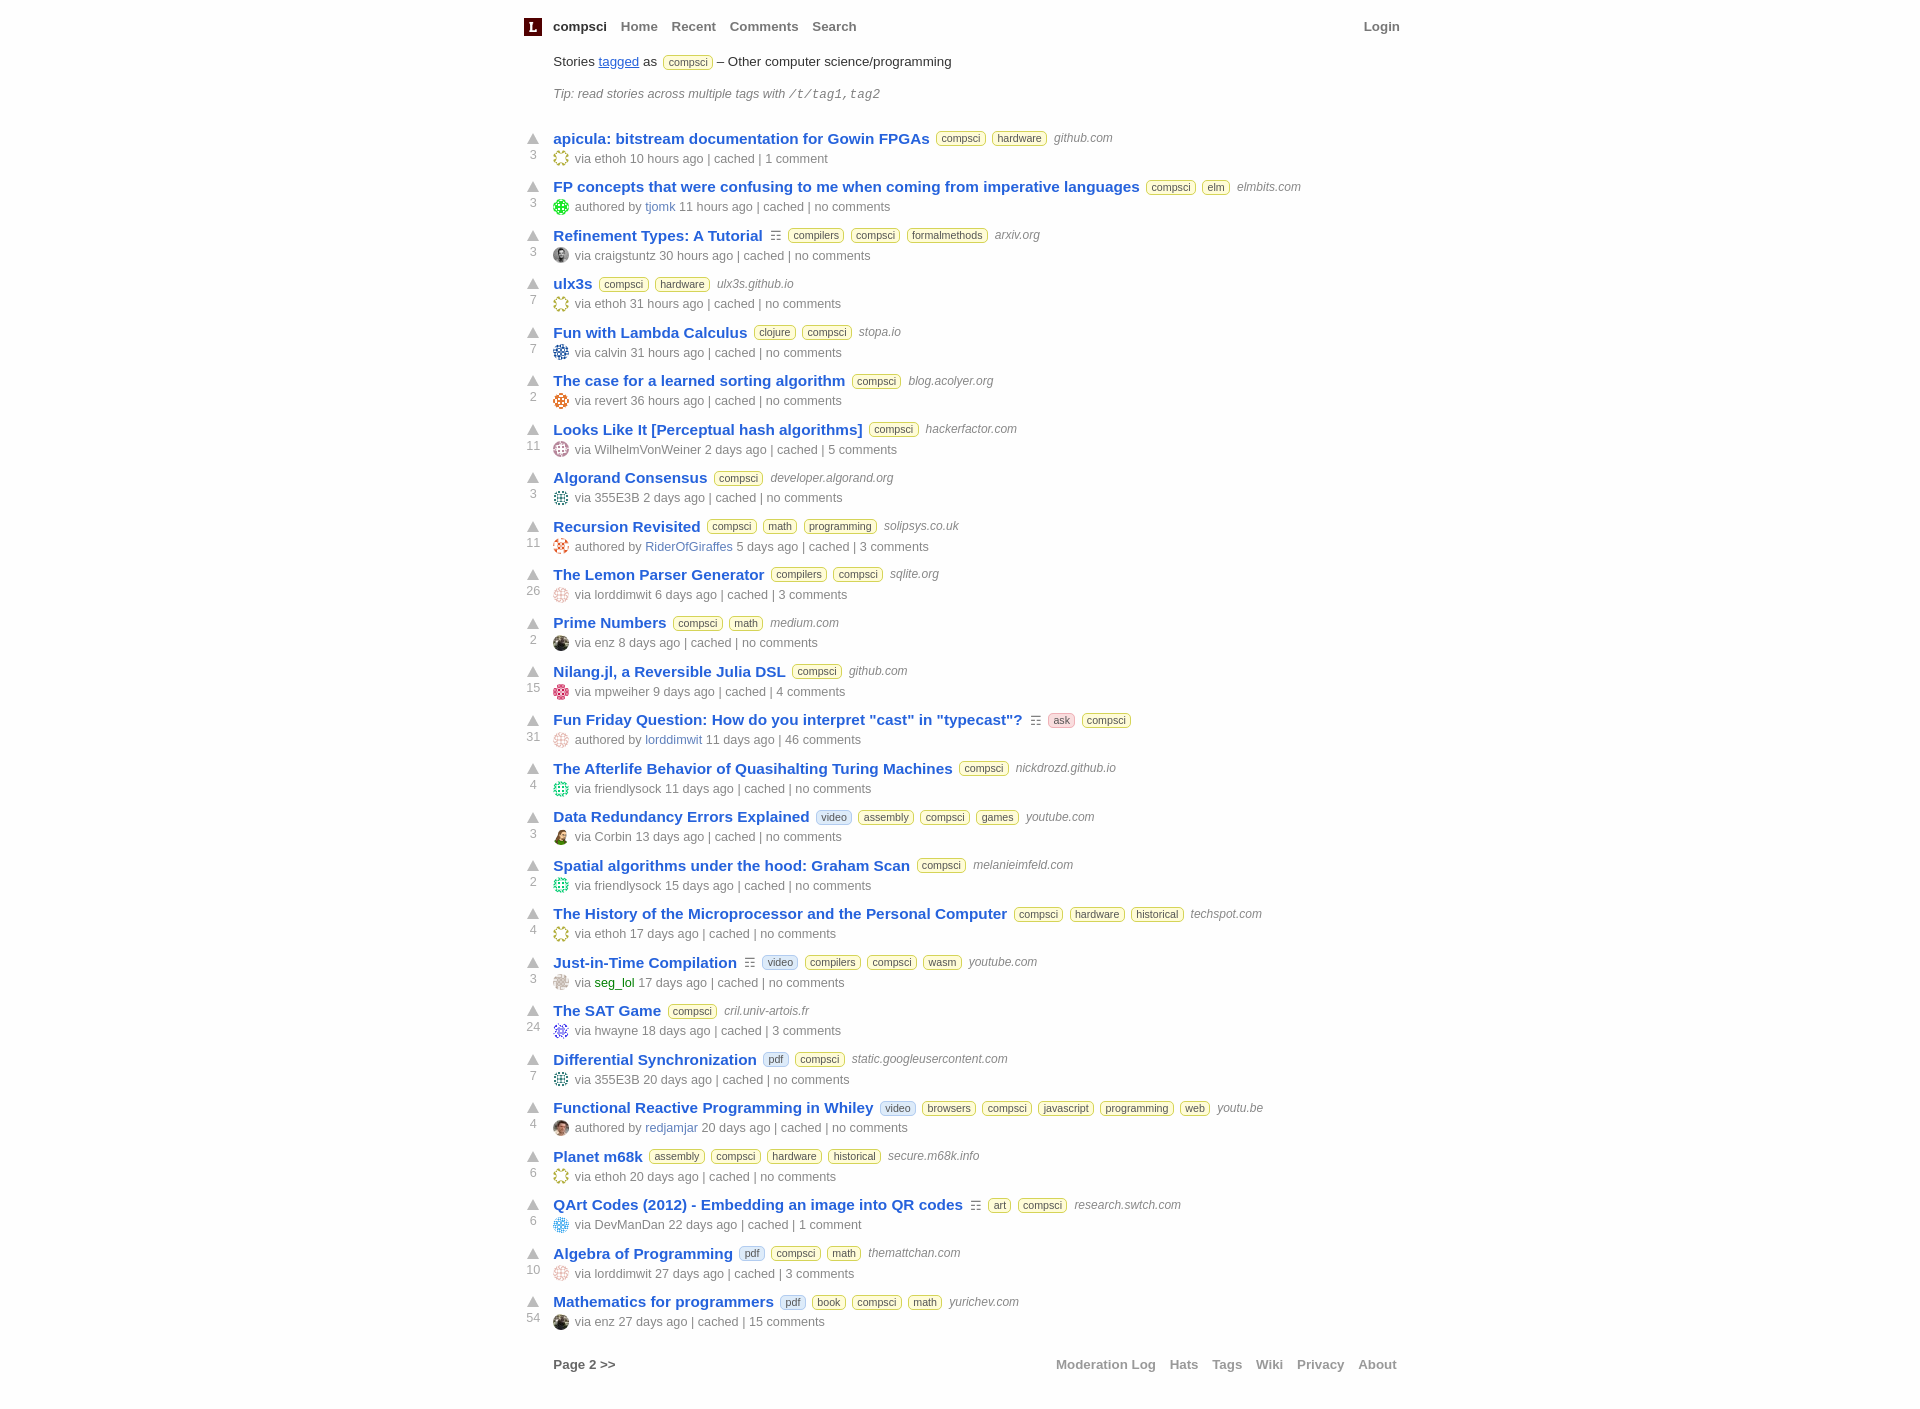 L compsci Home Recent Comments Search Login
Stories tagged as compsci – Other computer science/programming
Tip: read stories across multiple tags with /t/tag1,tag2
apicula: bitstream documentation for Gowin FPGAs compsci hardware github.com
3 via ethoh 10 hours ago | cached | 1 comment
FP concepts that were confusing to me when coming from imperative languages compsci elm elmbits.com
3 authored by tjomk 11 hours ago | cached | no comments
Refinement Types: A Tutorial ☶ compilers compsci formalmethods arxiv.org
3 via craigstuntz 30 hours ago | cached | no comments
ulx3s compsci hardware ulx3s.github.io
7 via ethoh 31 hours ago | cached | no comments
Fun with Lambda Calculus clojure compsci stopa.io
7 via calvin 31 hours ago | cached | no comments
The case for a learned sorting algorithm compsci blog.acolyer.org
2 via revert 36 hours ago | cached | no comments
Looks Like It [Perceptual hash algorithms] compsci hackerfactor.com
11 via WilhelmVonWeiner 2 days ago | cached | 5 comments
Algorand Consensus compsci developer.algorand.org
3 via 355E3B 2 days ago | cached | no comments
Recursion Revisited compsci math programming solipsys.co.uk
11 authored by RiderOfGiraffes 5 days ago | cached | 3 comments
The Lemon Parser Generator compilers compsci sqlite.org
26 via lorddimwit 6 days ago | cached | 3 comments
Prime Numbers compsci math medium.com
2 via enz 8 days ago | cached | no comments
Nilang.jl, a Reversible Julia DSL compsci github.com
15 via mpweiher 9 days ago | cached | 4 comments
Fun Friday Question: How do you interpret "cast" in "typecast"? ☶ ask compsci
31 authored by lorddimwit 11 days ago | 46 comments
The Afterlife Behavior of Quasihalting Turing Machines compsci nickdrozd.github.io
4 via friendlysock 11 days ago | cached | no comments
Data Redundancy Errors Explained video assembly compsci games youtube.com
3 via Corbin 13 days ago | cached | no comments
Spatial algorithms under the hood: Graham Scan compsci melanieimfeld.com
2 via friendlysock 15 days ago | cached | no comments
The History of the Microprocessor and the Personal Computer compsci hardware historical techspot.com
4 via ethoh 17 days ago | cached | no comments
Just-in-Time Compilation ☶ video compilers compsci wasm youtube.com
3 via seg_lol 17 days ago | cached | no comments
The SAT Game compsci cril.univ-artois.fr
24 via hwayne 18 days ago | cached | 3 comments
Differential Synchronization pdf compsci static.googleusercontent.com
7 via 355E3B 20 days ago | cached | no comments
Functional Reactive Programming in Whiley video browsers compsci javascript programming web youtu.be
4 authored by redjamjar 20 days ago | cached | no comments
Planet m68k assembly compsci hardware historical secure.m68k.info
6 via ethoh 20 days ago | cached | no comments
QArt Codes (2012) - Embedding an image into QR codes ☶ art compsci research.swtch.com
6 via DevManDan 22 days ago | cached | 1 comment
Algebra of Programming pdf compsci math themattchan.com
10 via lorddimwit 27 days ago | cached | 3 comments
Mathematics for programmers pdf book compsci math yurichev.com
54 via enz 27 days ago | cached | 15 comments
Page 2 >> Moderation Log Hats Tags Wiki Privacy About